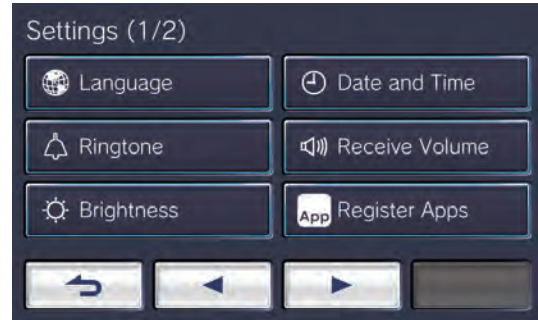 Settings (1/2)
Language
Date and Time
Ringtone
Receive Volume
Brightness
App Register Apps